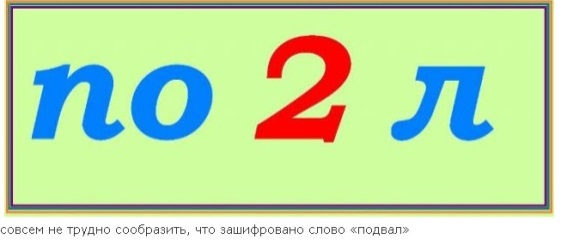 по 2 л
совсем не трудно сообразить, что зашифровано слово «подвал»